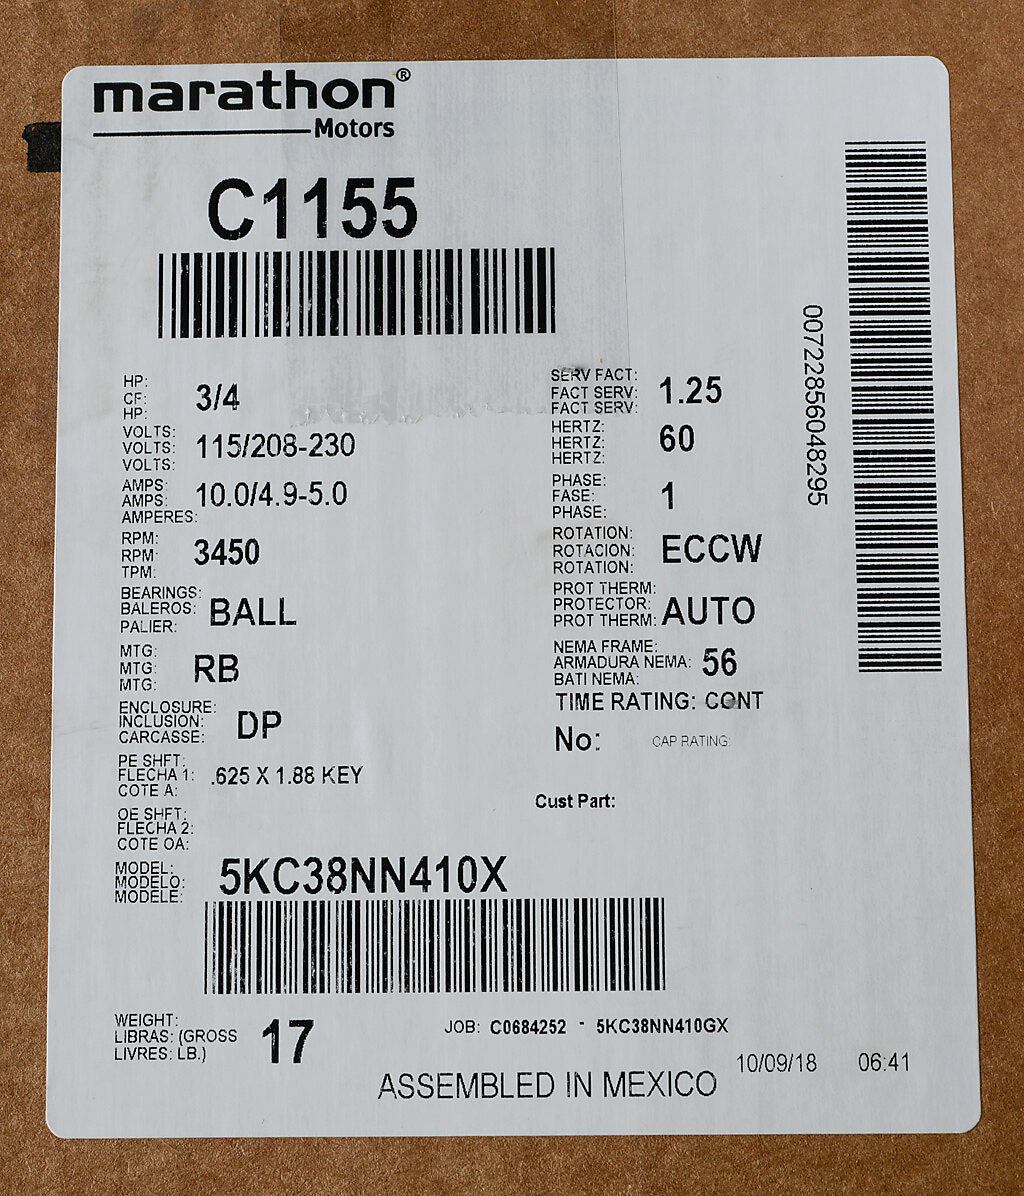 marathon®
Motors
C1155
HP:
CF: 3/4
HP:
VOLTS:
VOLTS: 115/208-230
VOLTS:
AMPS:
AMPS: 10.0/4.9-5.0
AMPERES:
RPM:
RPM: 3450
TPM:
BEARINGS:
BALEROS: BALL
PALIER:
MTG:
MTG: RB
MTG:
ENCLOSURE:
INCLUSION: DP
CARCASSE:
PE SHFT:
FLECHA 1: .625 X 1.88 KEY
COTE A:
OE SHFT:
FLECHA 2:
COTE OA:
SERV FACT:
FACT SERV: 1.25
FACT SERV:
HERTZ:
HERTZ: 60
HERTZ:
PHASE:
FASE: 1
PHASE:
ROTATION:
ROTACION: ECCW
ROTATION:
PROT THERM:
PROTECTOR: AUTO
PROT THERM:
NEMA FRAME:
ARMADURA NEMA: 56
BATI NEMA:
TIME RATING: CONT
No: CAP RATING:
Cust Part:
MODEL:
MODELO: 5KC38NN410X
MODELE:
WEIGHT:
LIBRAS: (GROSS 17
LIVRES: LB.)
JOB: C0684252 - 5KC38NN410GX
10/09/18 06:41
ASSEMBLED IN MEXICO
00722856048295